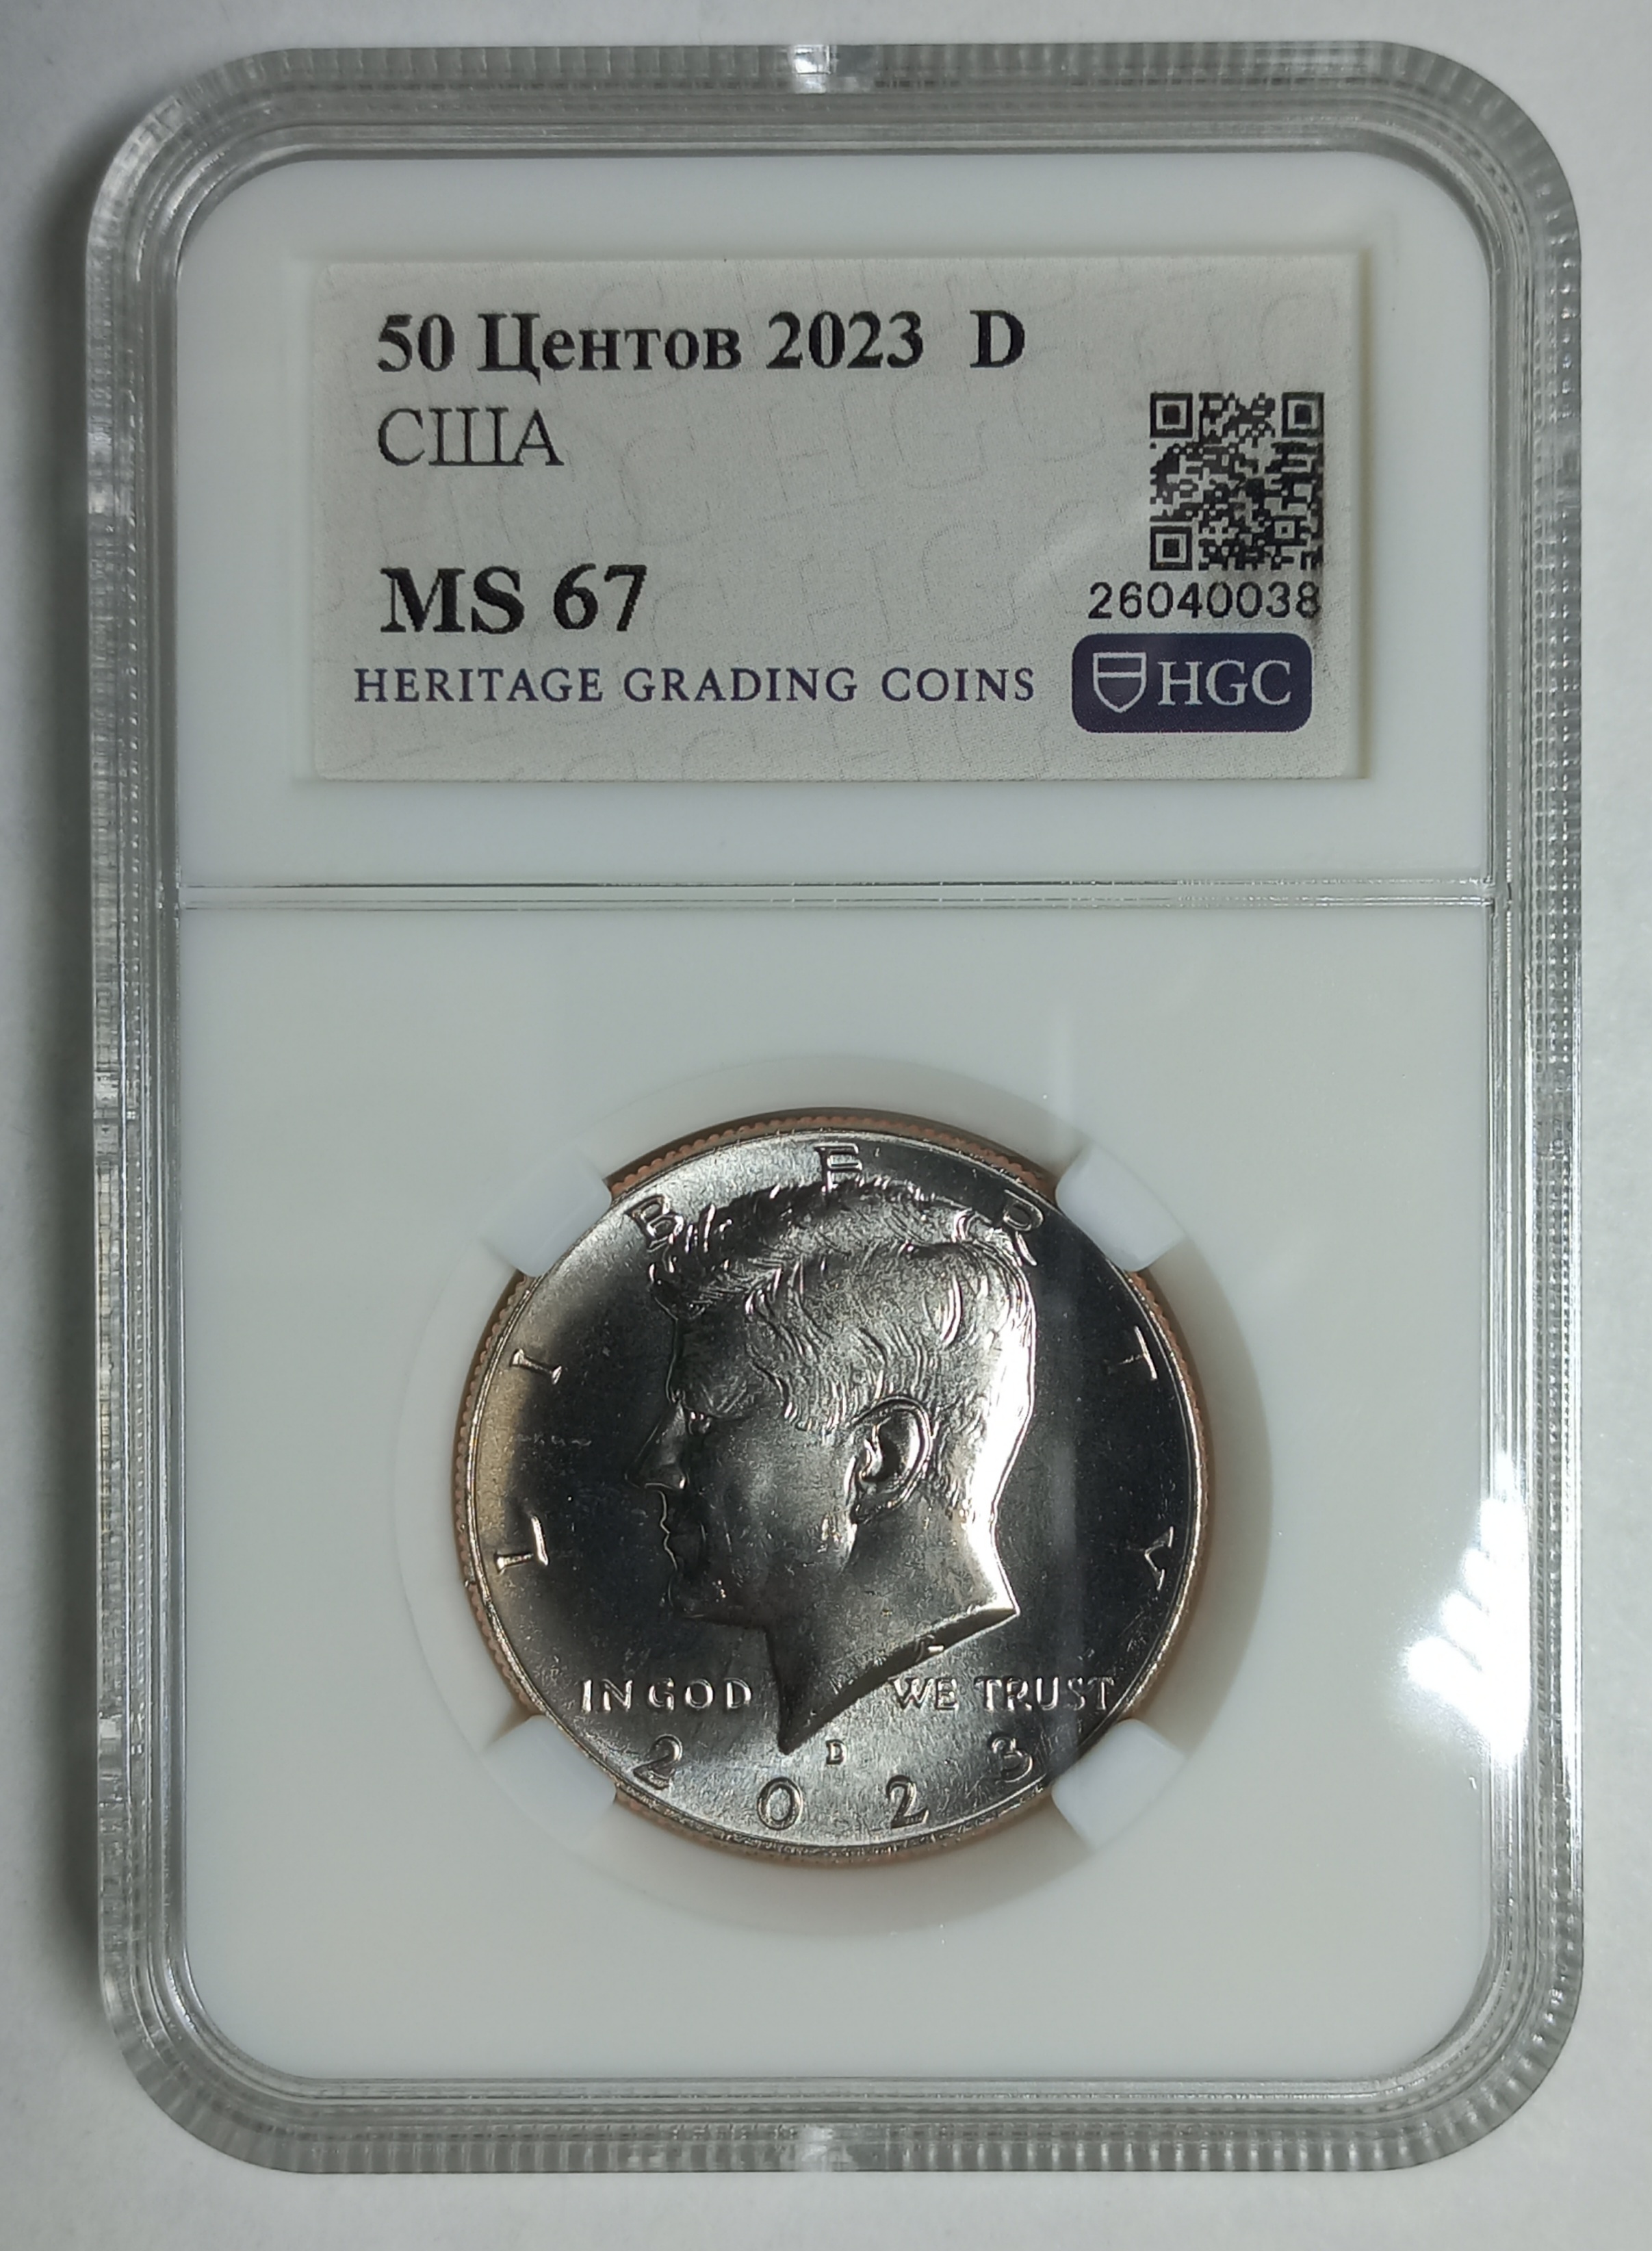 50 Центов 2023 D
США
MS 67
26040038
HERITAGE GRADING COINS
HGC
LIBERTY
IN GOD WE TRUST
D
2023